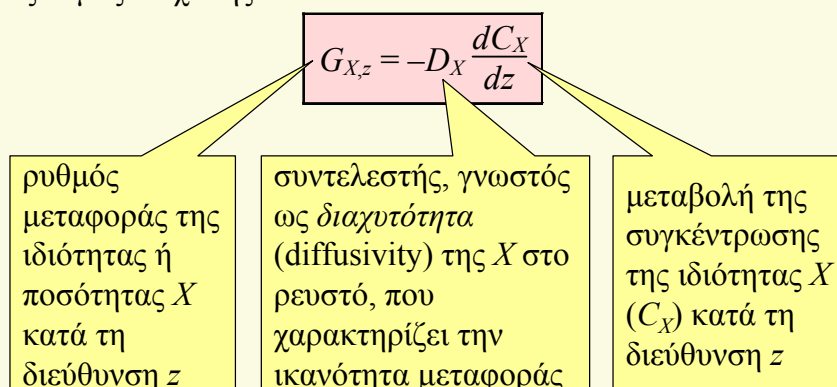 G_{X,z} = –D_X dC_X/dz
ρυθμός
μεταφοράς της
ιδιότητας ή
ποσότητας X
κατά τη
διεύθυνση z
συντελεστής, γνωστός
ως διαχυτότητα
(diffusivity) της X στο
ρευστό, που
χαρακτηρίζει την
ικανότητα μεταφοράς
μεταβολή της
συγκέντρωσης
της ιδιότητας X
(C_X) κατά τη
διεύθυνση z